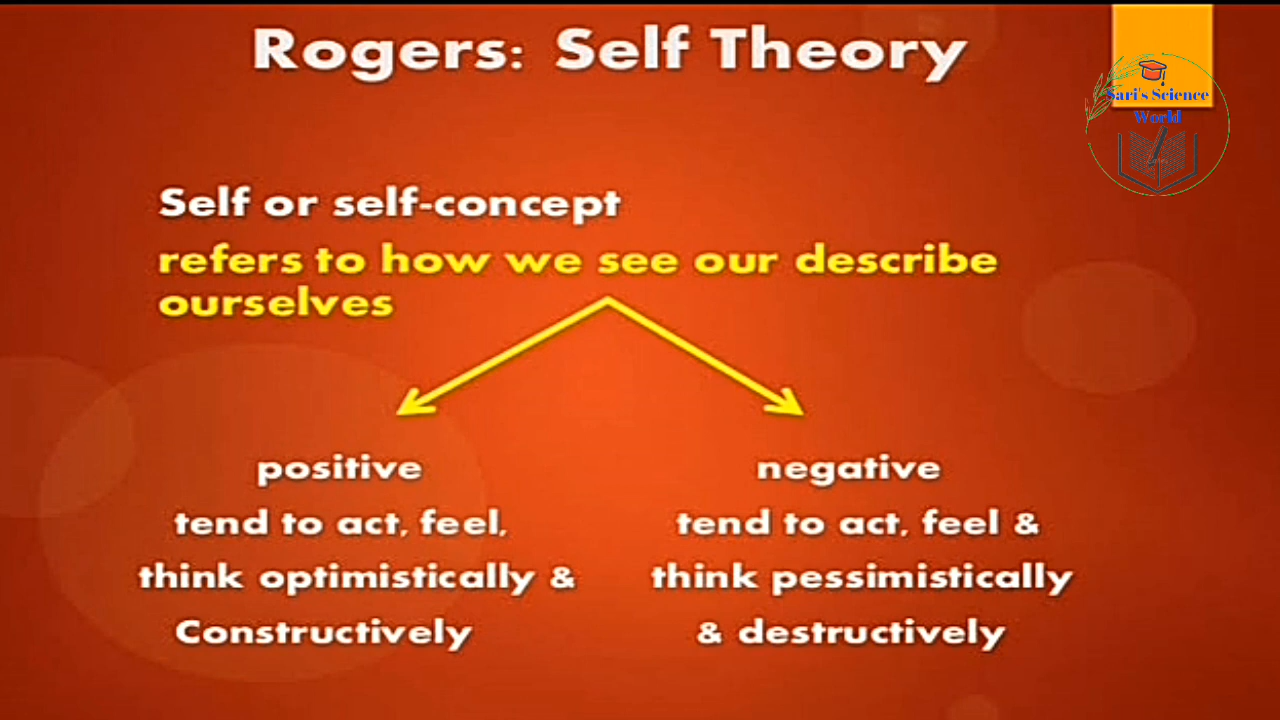 Rogers: Self Theory
Sari's Science
World
Self or self-concept
refers to how we see our describe
ourselves
positive
tend to act, feel,
think optimistically &
Constructively
negative
tend to act, feel &
think pessimistically
& destructively